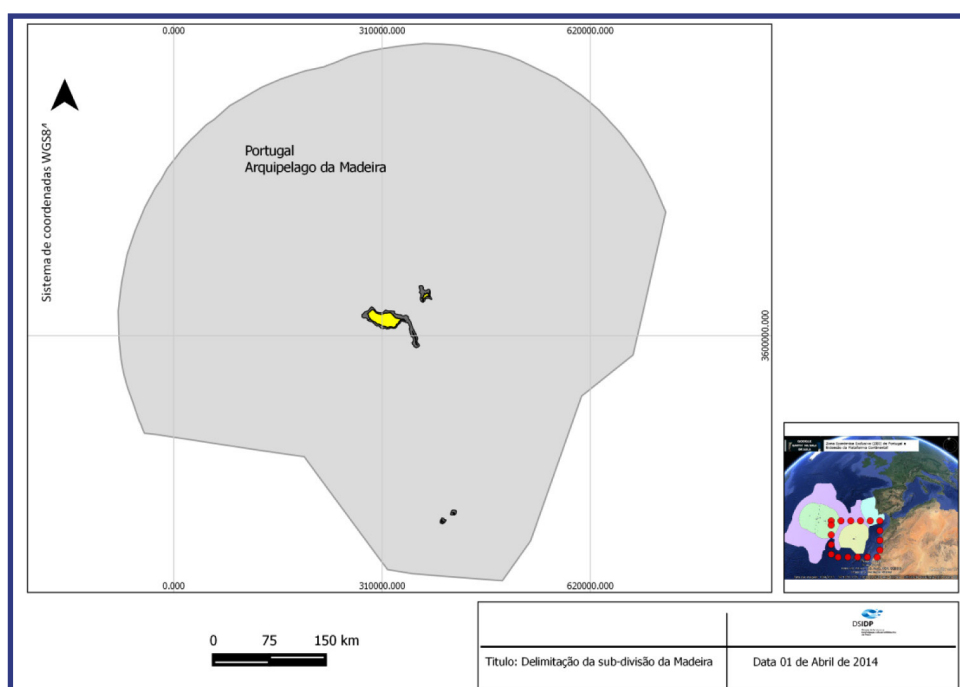 0.000
310000.000
620000.000
Sistema de coordenadas WGS84
Portugal
Arquipelago da Madeira
3600000.000
0.000
310000.000
620000.000
0
75
150 km
DSIDP
Titulo: Delimitação da sub-divisão da Madeira
Data 01 de Abril de 2014